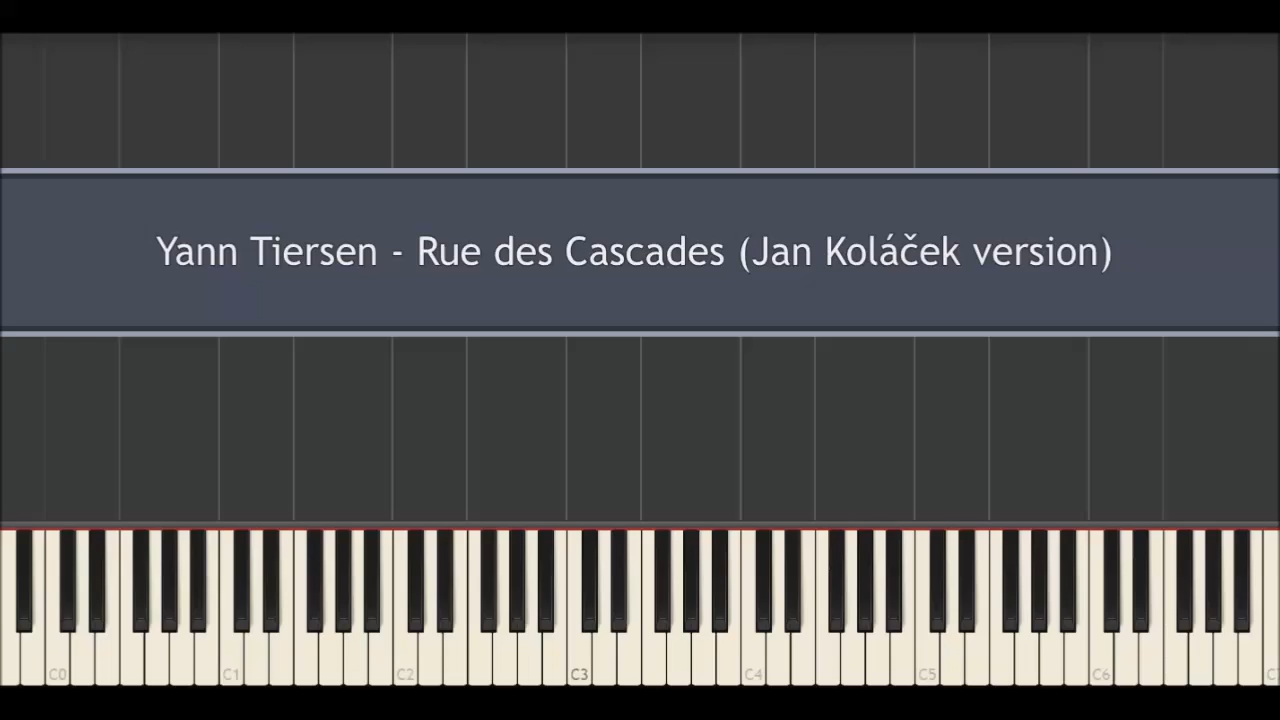 Yann Tiersen - Rue des Cascades (Jan Koláček version)
C0 C1 C2 C3 C4 C5 C6